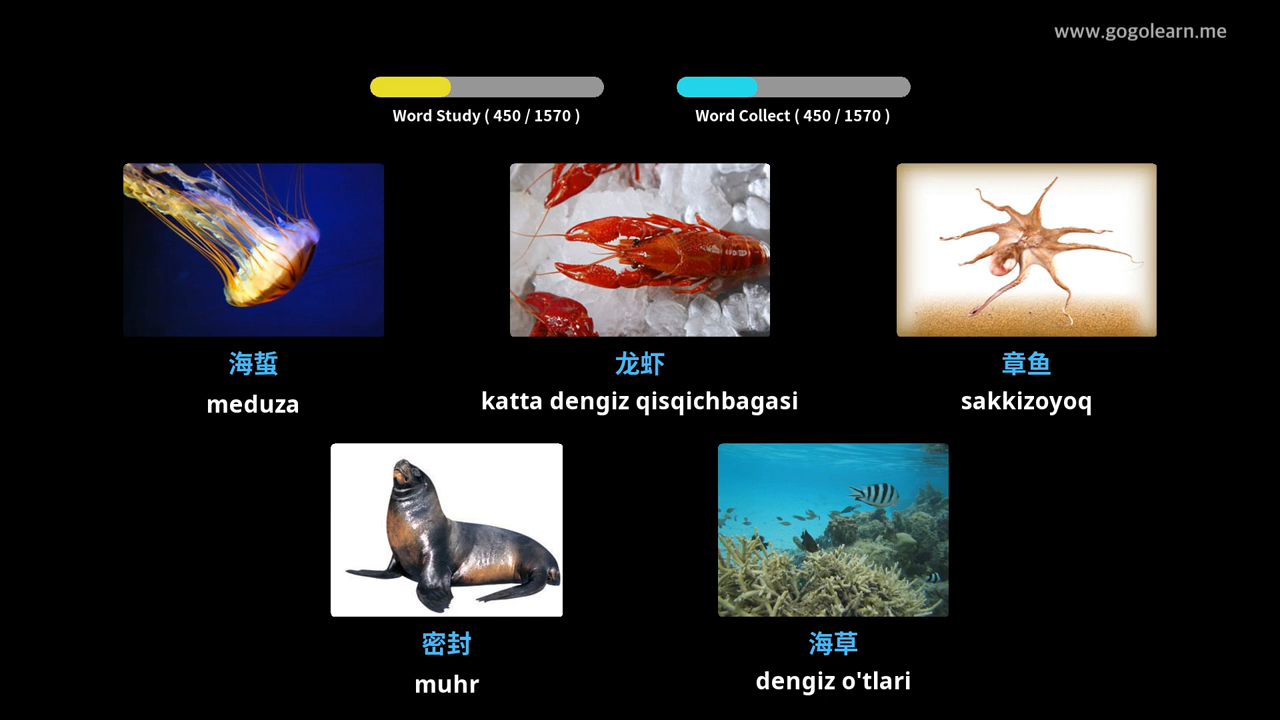 www.gogolearn.me
Word Study ( 450 / 1570 )
Word Collect ( 450 / 1570 )
海蜇
龙虾
章鱼
meduza
katta dengiz qisqichbagasi
sakkizoyoq
密封
海草
muhr
dengiz o'tlari